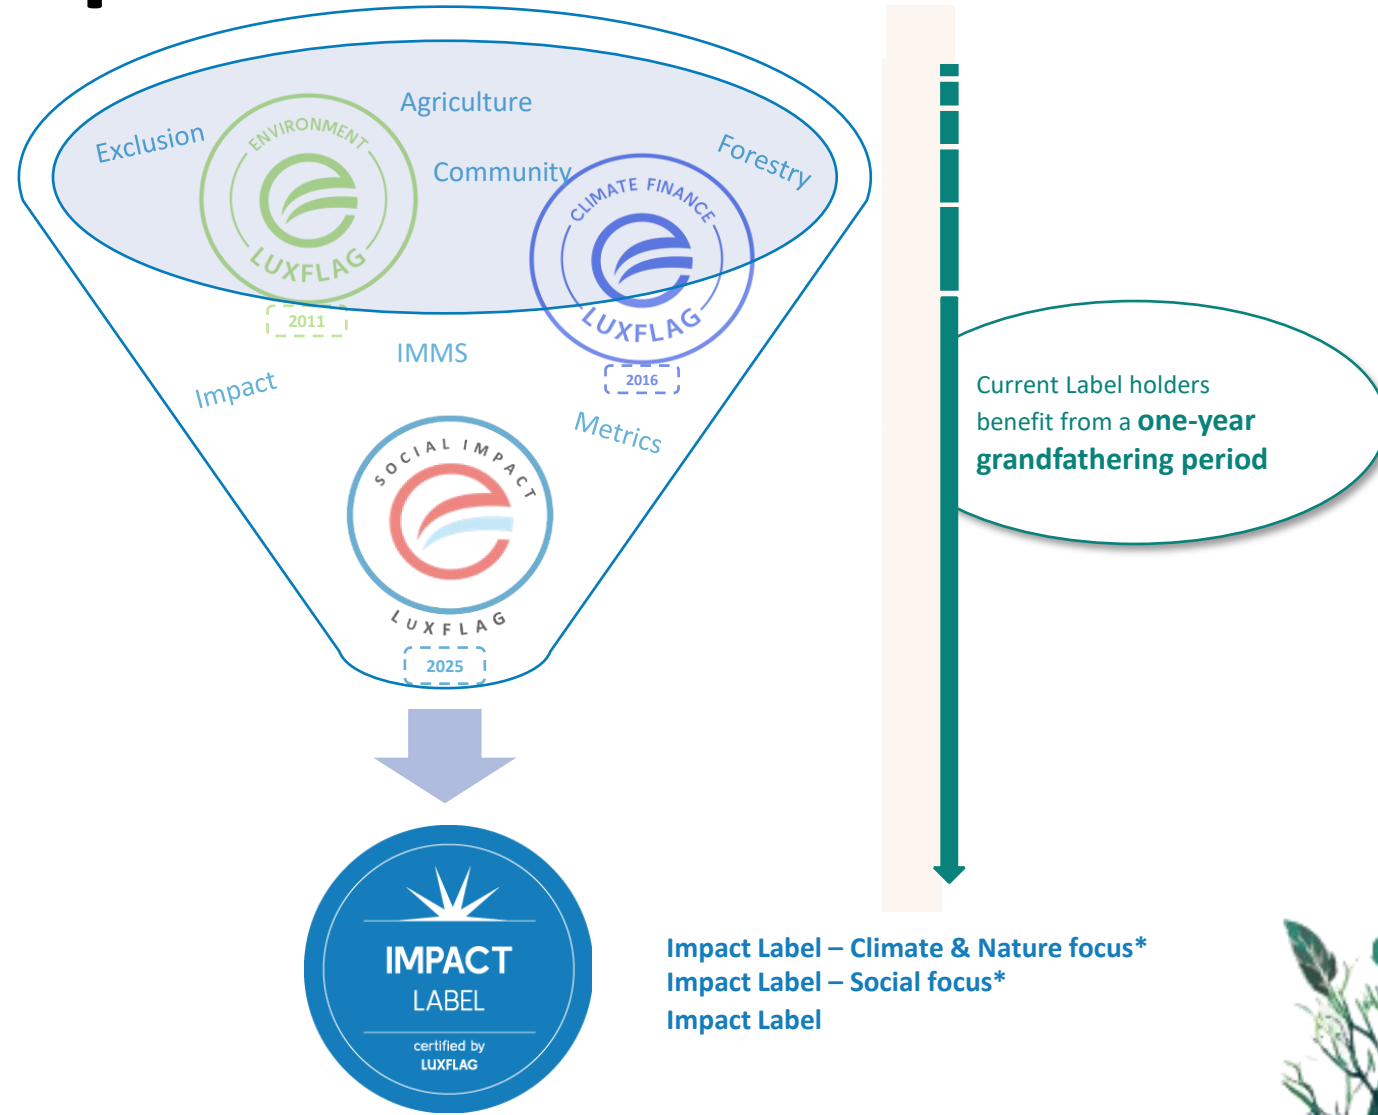 Agriculture
Exclusion
ENVIRONMENT
Forestry
Community
CLIMATE FINANCE
LUXFLAG
2011
LUXFLAG
IMMS
2016
Impact
Metrics
Current Label holders
benefit from a one-year
grandfathering period
SOCIAL IMPACT
LUXFLAG
2025
IMPACT
LABEL
certified by
LUXFLAG
Impact Label – Climate & Nature focus*
Impact Label – Social focus*
Impact Label